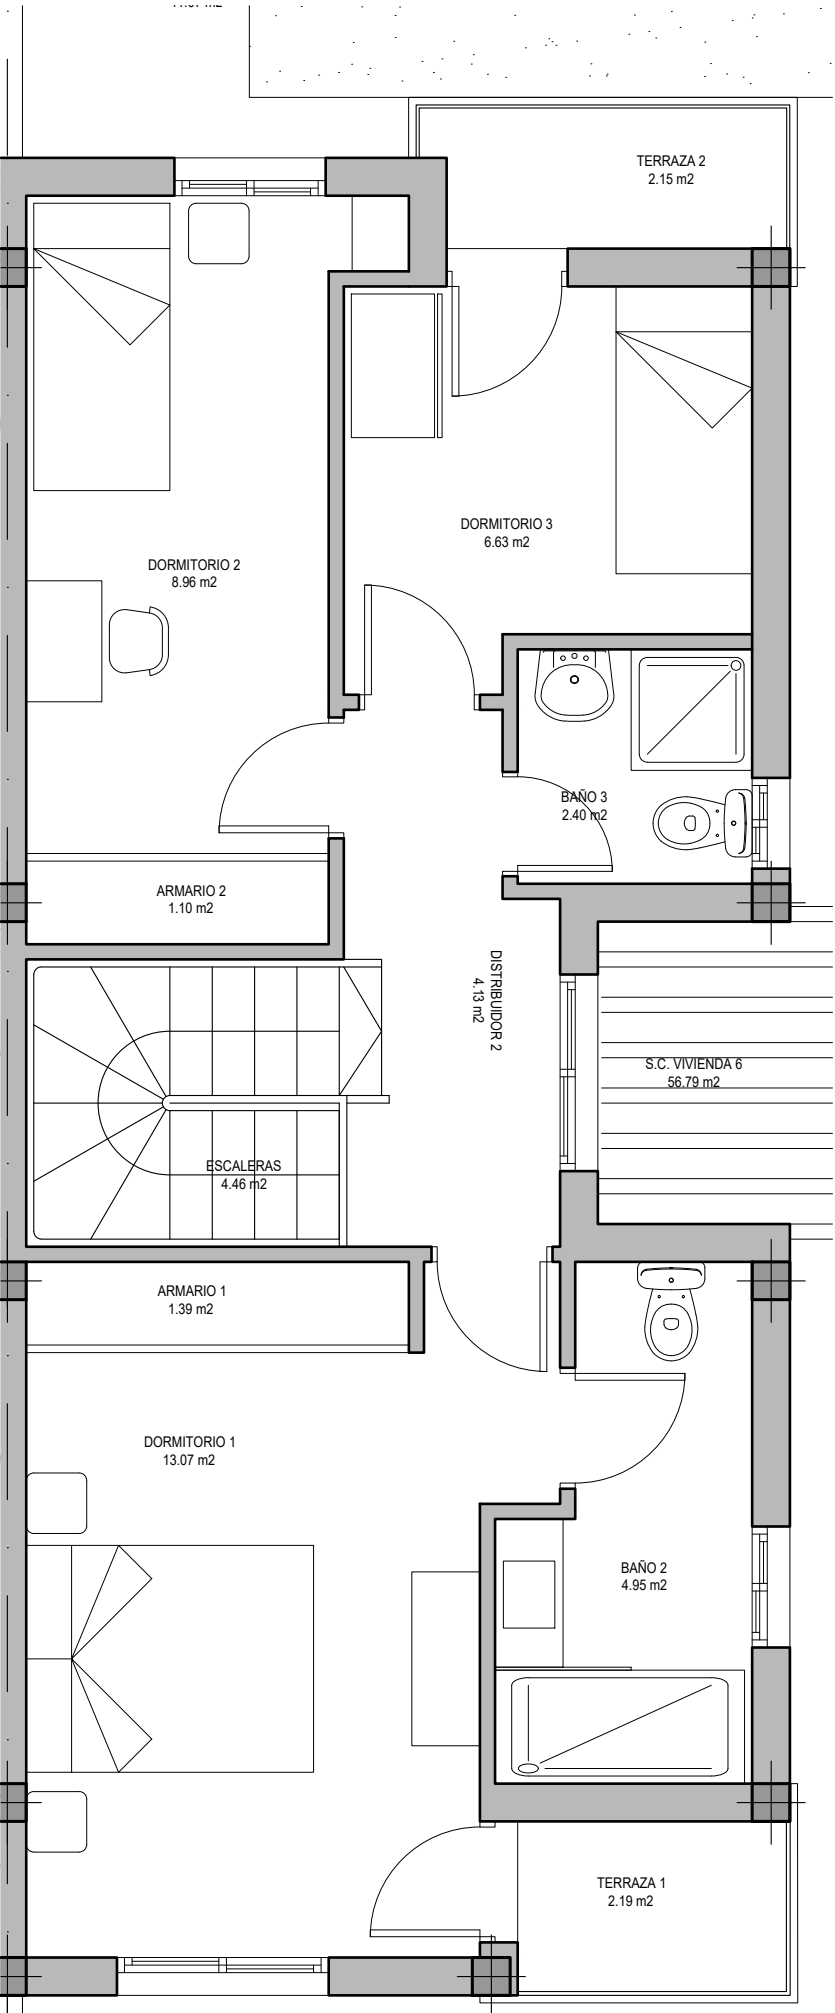 TERRAZA 2
2.15 m2
DORMITORIO 3
6.63 m2
DORMITORIO 2
8.96 m2
BAÑO 3
2.40 m2
ARMARIO 2
1.10 m2
DISTRIBUIDOR 2
4.13 m2
S.C. VIVIENDA 6
56.79 m2
ESCALERAS
4.46 m2
ARMARIO 1
1.39 m2
DORMITORIO 1
13.07 m2
BAÑO 2
4.95 m2
TERRAZA 1
2.19 m2